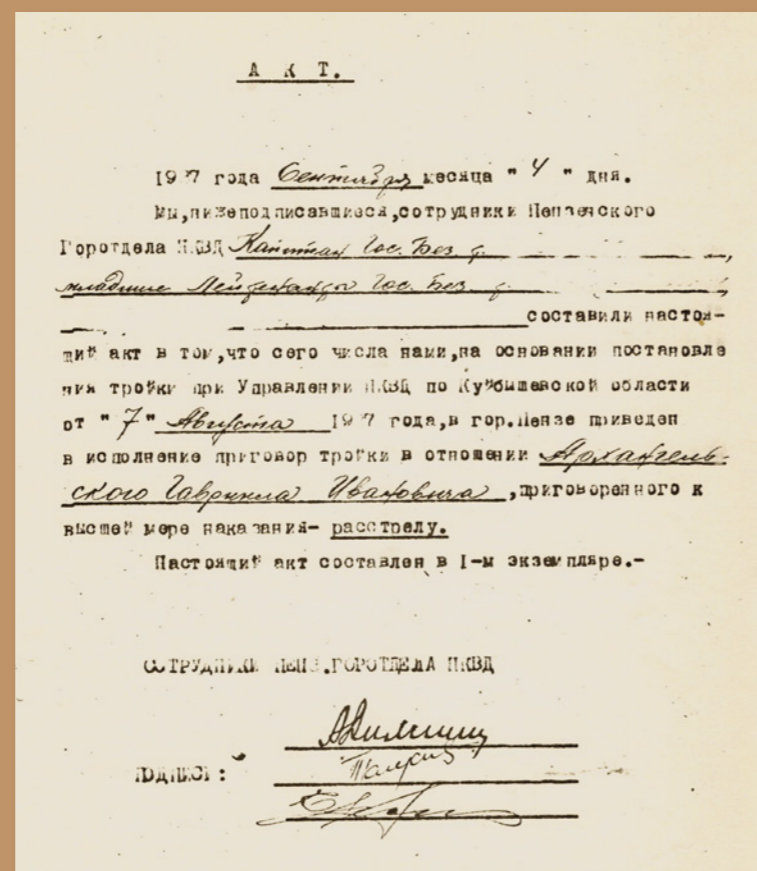 А К Т.
19 7 года Сентября месяца " 4 " дня.
Мы, нижеподписавшиеся, сотрудники Пензенского
Горотдела НКВД Капитан Гос. Без.
младшие Лейтенанты Гос. Без.
составили настоя-
щий акт в том, что сего числа нами, на основании постановле
ния тройки при Управлении НКВД по Куйбышевской области
от " 7 " Августа 19 7 года, в гор. Пензе приведен
в исполнение приговор тройки в отношении Архангель-
ского Гавриила Ивановича, приговоренного к
высшей мере наказания- расстрелу.
Настоящий акт составлен в I-м экземпляре.-
СОТРУДНИКИ ПЕНЗ. ГОРОТДЕЛА НКВД
ПОДПИСИ: